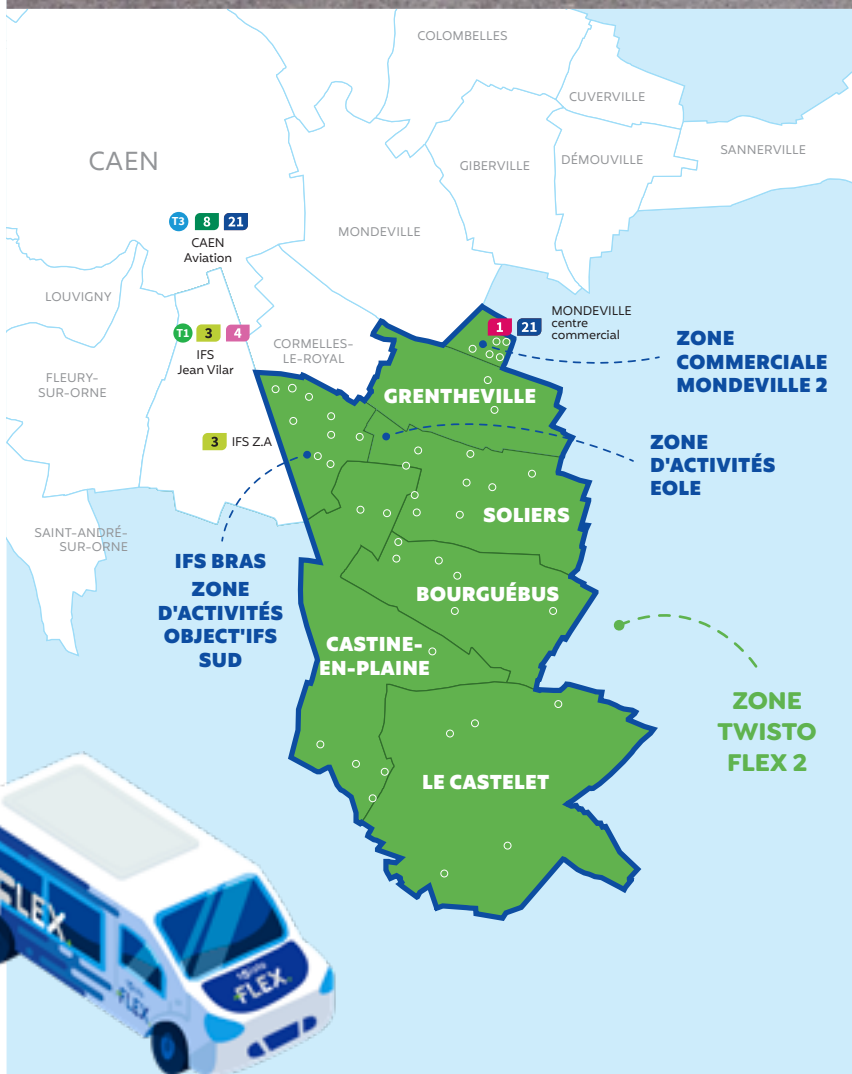 COLOMBELLES
CUVERVILLE
CAEN
GIBERVILLE
DÉMOUVILLE
SANNERVILLE
T3 8 21
CAEN
Aviation
MONDEVILLE
LOUVIGNY
T1 3 4
IFS
Jean Vilar
CORMELLES-
LE-ROYAL
1 21
MONDEVILLE
centre
commercial
ZONE
COMMERCIALE
MONDEVILLE 2
FLEURY-
SUR-ORNE
GRENTHEVILLE
3 IFS Z.A
ZONE
D'ACTIVITÉS
EOLE
SOLIERS
SAINT-ANDRÉ-
SUR-ORNE
IFS BRAS
ZONE
D'ACTIVITÉS
OBJECT'IFS
SUD
BOURGUÉBUS
CASTINE-
EN-PLAINE
ZONE
TWISTO
FLEX 2
LE CASTELET
FLEX
FLEX
twisto
FLEX